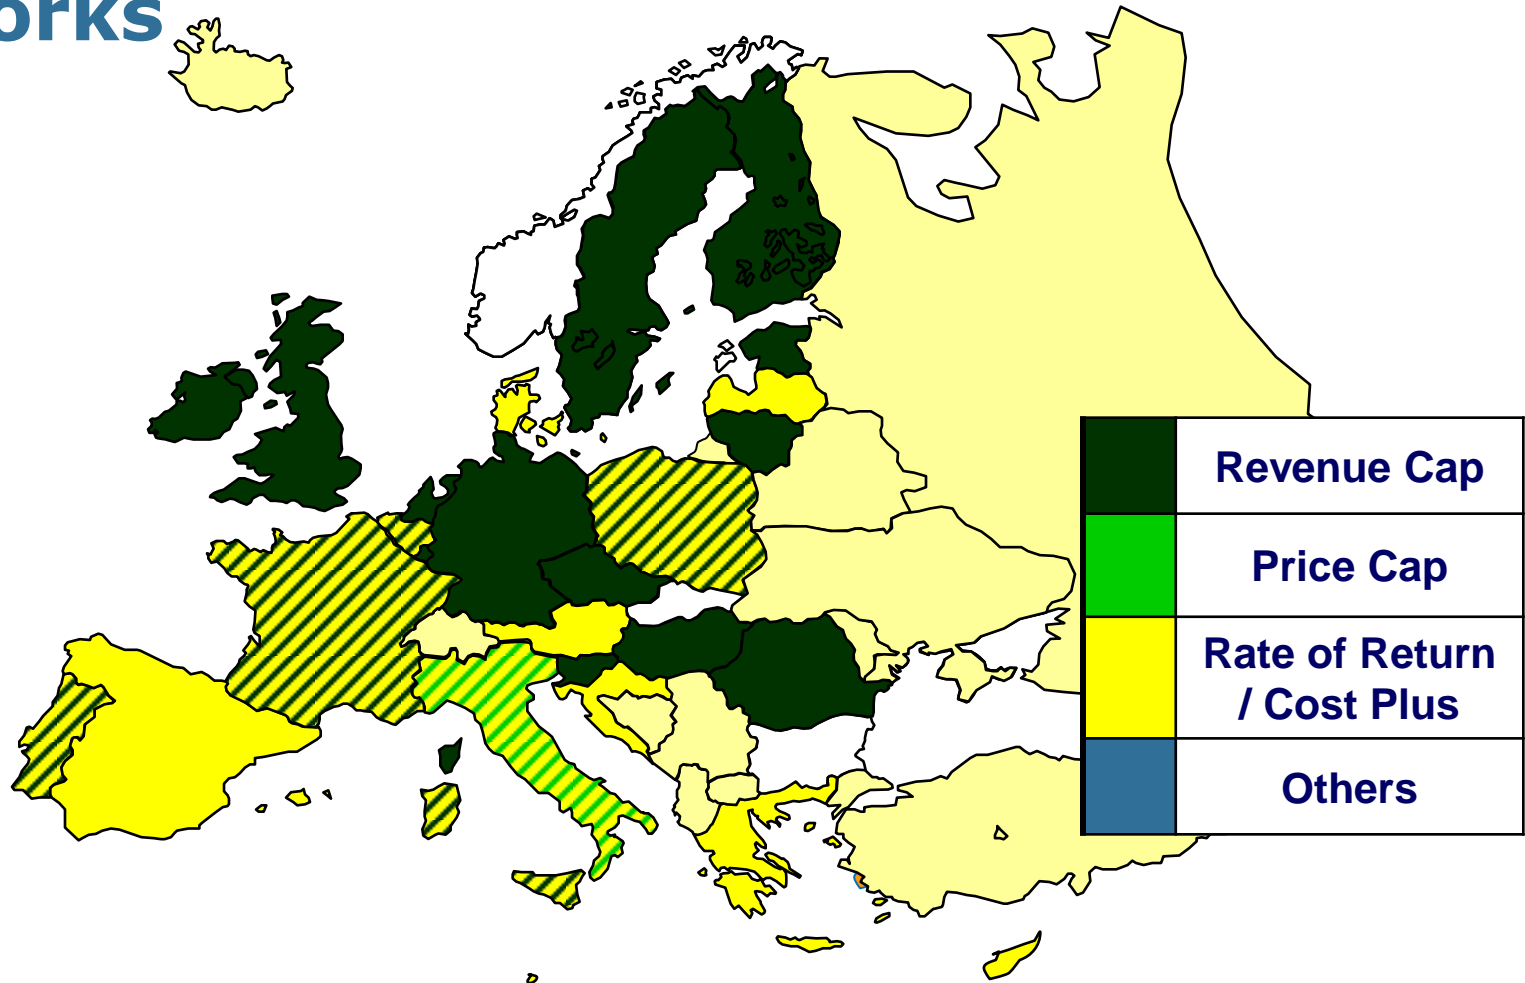 Revenue Cap
Price Cap
Rate of Return
/ Cost Plus
Others